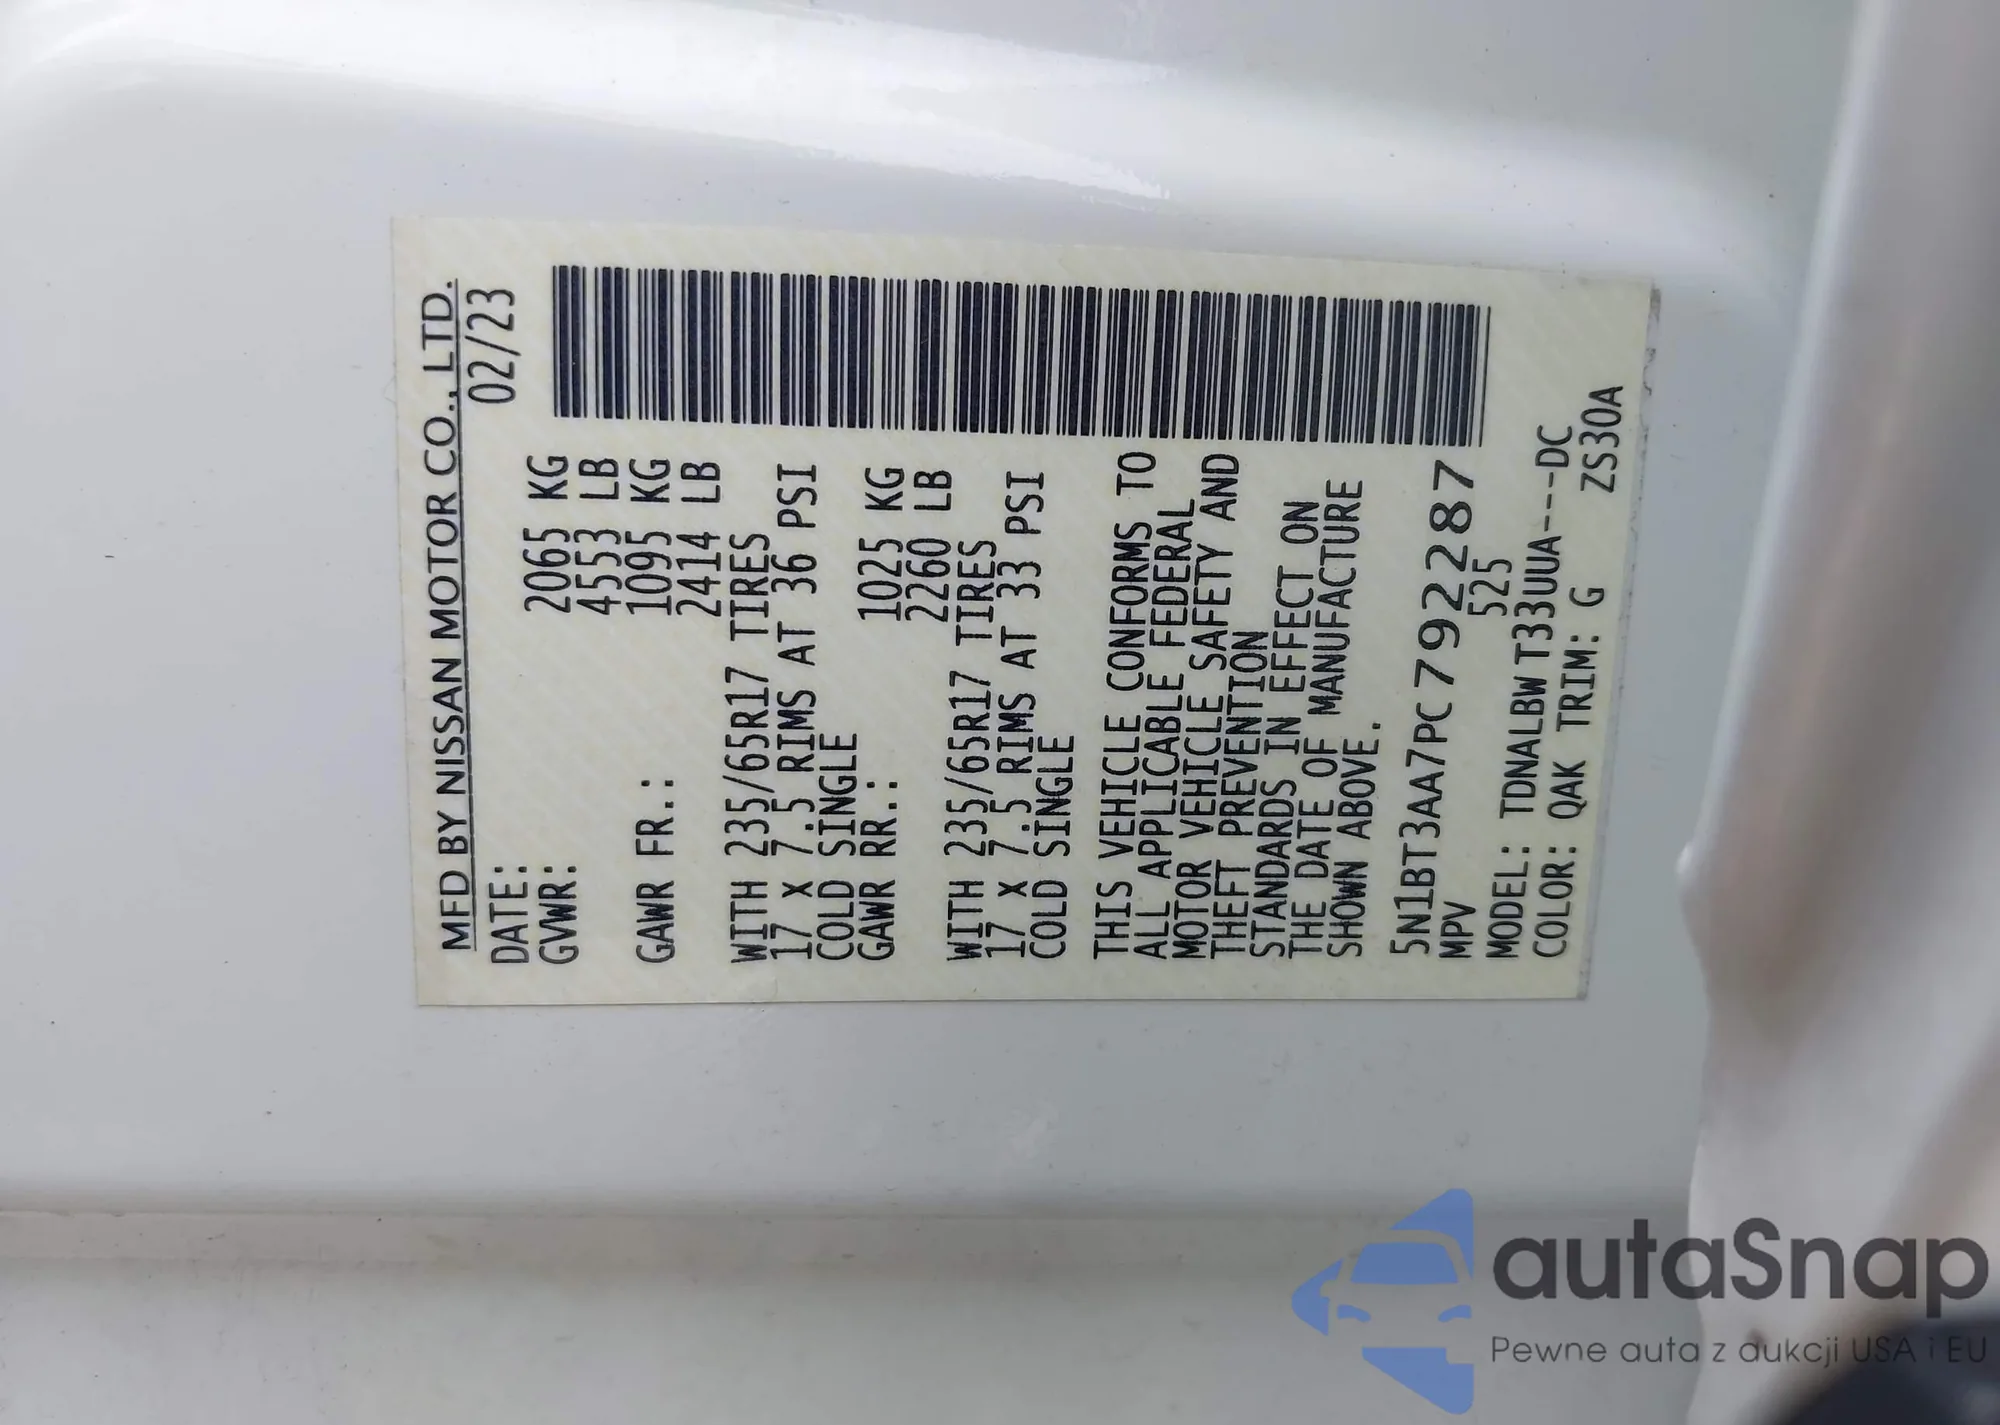 MFD BY NISSAN MOTOR CO., LTD.
DATE: 02/23
GVWR: 2065 KG
4553 LB
GAWR FR.: 1095 KG
2414 LB
WITH 235/65R17 TIRES
17 X 7.5 RIMS AT 36 PSI
COLD SINGLE
GAWR RR.: 1025 KG
2260 LB
WITH 235/65R17 TIRES
17 X 7.5 RIMS AT 33 PSI
COLD SINGLE
THIS VEHICLE CONFORMS TO
ALL APPLICABLE FEDERAL
MOTOR VEHICLE SAFETY AND
THEFT PREVENTION
STANDARDS IN EFFECT ON
THE DATE OF MANUFACTURE
SHOWN ABOVE.
5N1BT3AA7PC792287
MPV 525
MODEL: TDNALBW T33UUA----DC
COLOR: QAK TRIM: G ZS30A
autaSnap
Pewne auta z aukcji USA i EU